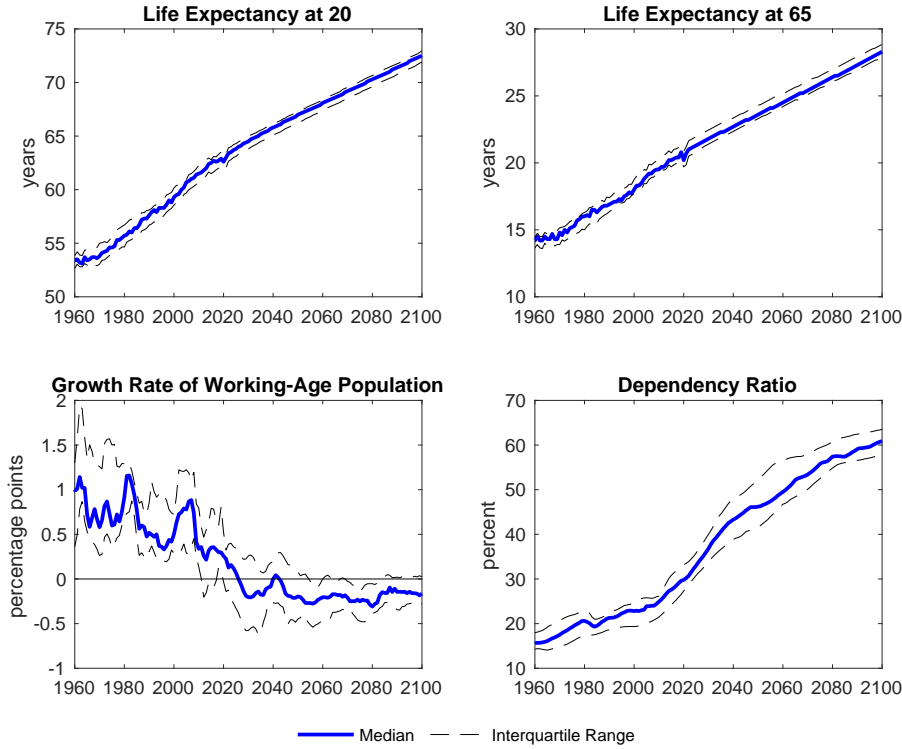 Life Expectancy at 20
Life Expectancy at 65
75
70
65
60
55
50
years
1960 1980 2000 2020 2040 2060 2080 2100
30
25
20
15
10
years
1960 1980 2000 2020 2040 2060 2080 2100
Growth Rate of Working-Age Population
Dependency Ratio
2
1.5
1
0.5
0
-0.5
-1
percentage points
1960 1980 2000 2020 2040 2060 2080 2100
70
60
50
40
30
20
10
percent
1960 1980 2000 2020 2040 2060 2080 2100
Median
Interquartile Range